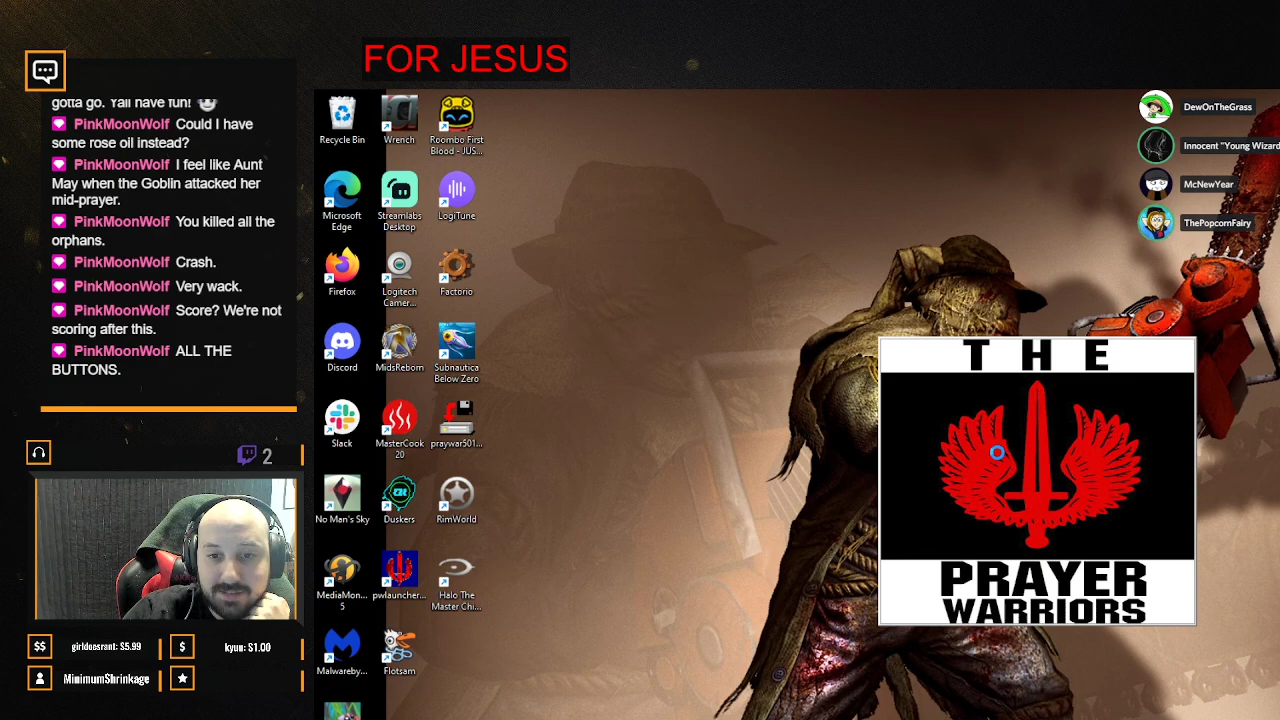 FOR JESUS
gotta go. Yall have fun!
PinkMoonWolf Could I have
some rose oil instead?
PinkMoonWolf I feel like Aunt
May when the Goblin attacked her
mid-prayer.
PinkMoonWolf You killed all the
orphans.
PinkMoonWolf Crash.
PinkMoonWolf Very wack.
PinkMoonWolf Score? We're not
scoring after this.
PinkMoonWolf ALL THE
BUTTONS.
2
$$ girldoesrant: $5.99
$ kyuu: $1.00
MinimumShrinkage
Recycle Bin
Wrench
Roombo First
Blood - JUS...
Microsoft
Edge
Streamlabs
Desktop
LogiTune
Firefox
Logitech
Camer...
Factorio
Discord
MidsReborn
Subnautica
Below Zero
Slack
MasterCook
20
praywar501...
No Man's Sky
Duskers
RimWorld
MediaMon...
5
pwlauncher...
Halo The
Master Chi...
Malwareby...
Flotsam
DewOnTheGrass
Innocent "Young Wizard
McNewYear
ThePopcornFairy
THE
PRAYER
WARRIORS